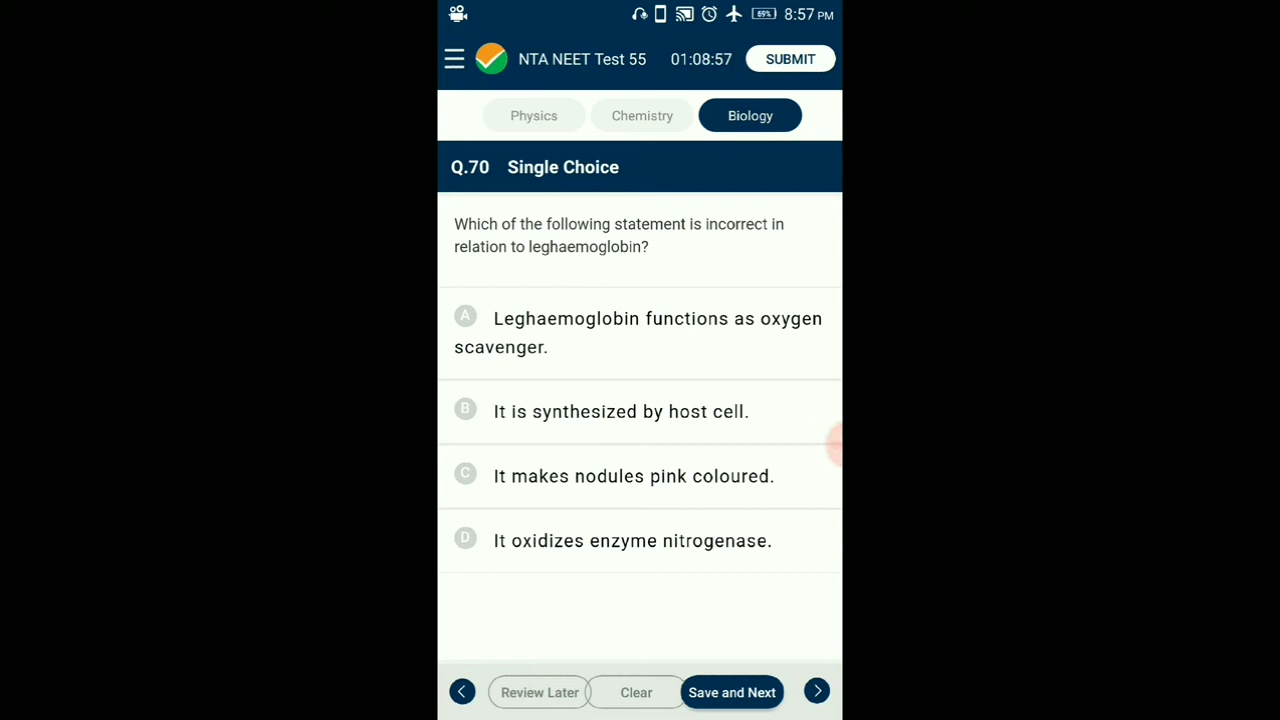 69% 8:57 PM
NTA NEET Test 55 01:08:57 SUBMIT
Physics Chemistry Biology
Q.70 Single Choice
Which of the following statement is incorrect in
relation to leghaemoglobin?
A Leghaemoglobin functions as oxygen
scavenger.
B It is synthesized by host cell.
C It makes nodules pink coloured.
D It oxidizes enzyme nitrogenase.
Review Later Clear Save and Next